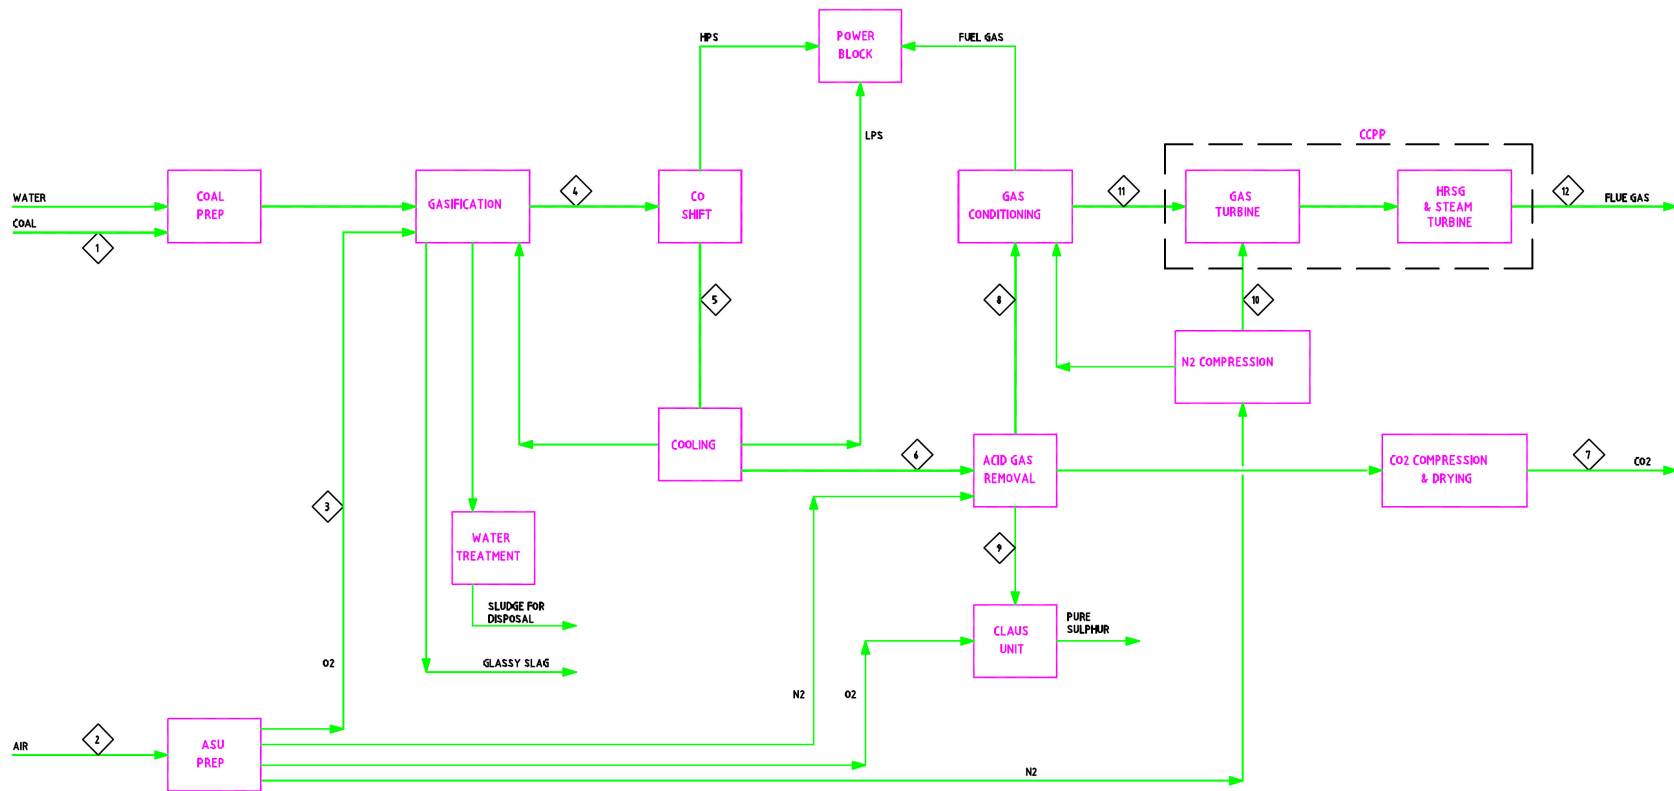 HPS
POWER
BLOCK
FUEL GAS
LPS
CCPP
WATER
COAL
1
COAL
PREP
GASIFICATION
4
CO
SHIFT
GAS
CONDITIONING
11
GAS
TURBINE
HRSG
& STEAM
TURBINE
12
FLUE GAS
5
8
10
N2 COMPRESSION
COOLING
6
ACID GAS
REMOVAL
CO2 COMPRESSION
& DRYING
7
CO2
3
WATER
TREATMENT
9
SLUDGE FOR
DISPOSAL
CLAUS
UNIT
PURE
SULPHUR
O2
GLASSY SLAG
N2
O2
AIR
2
ASU
PREP
N2